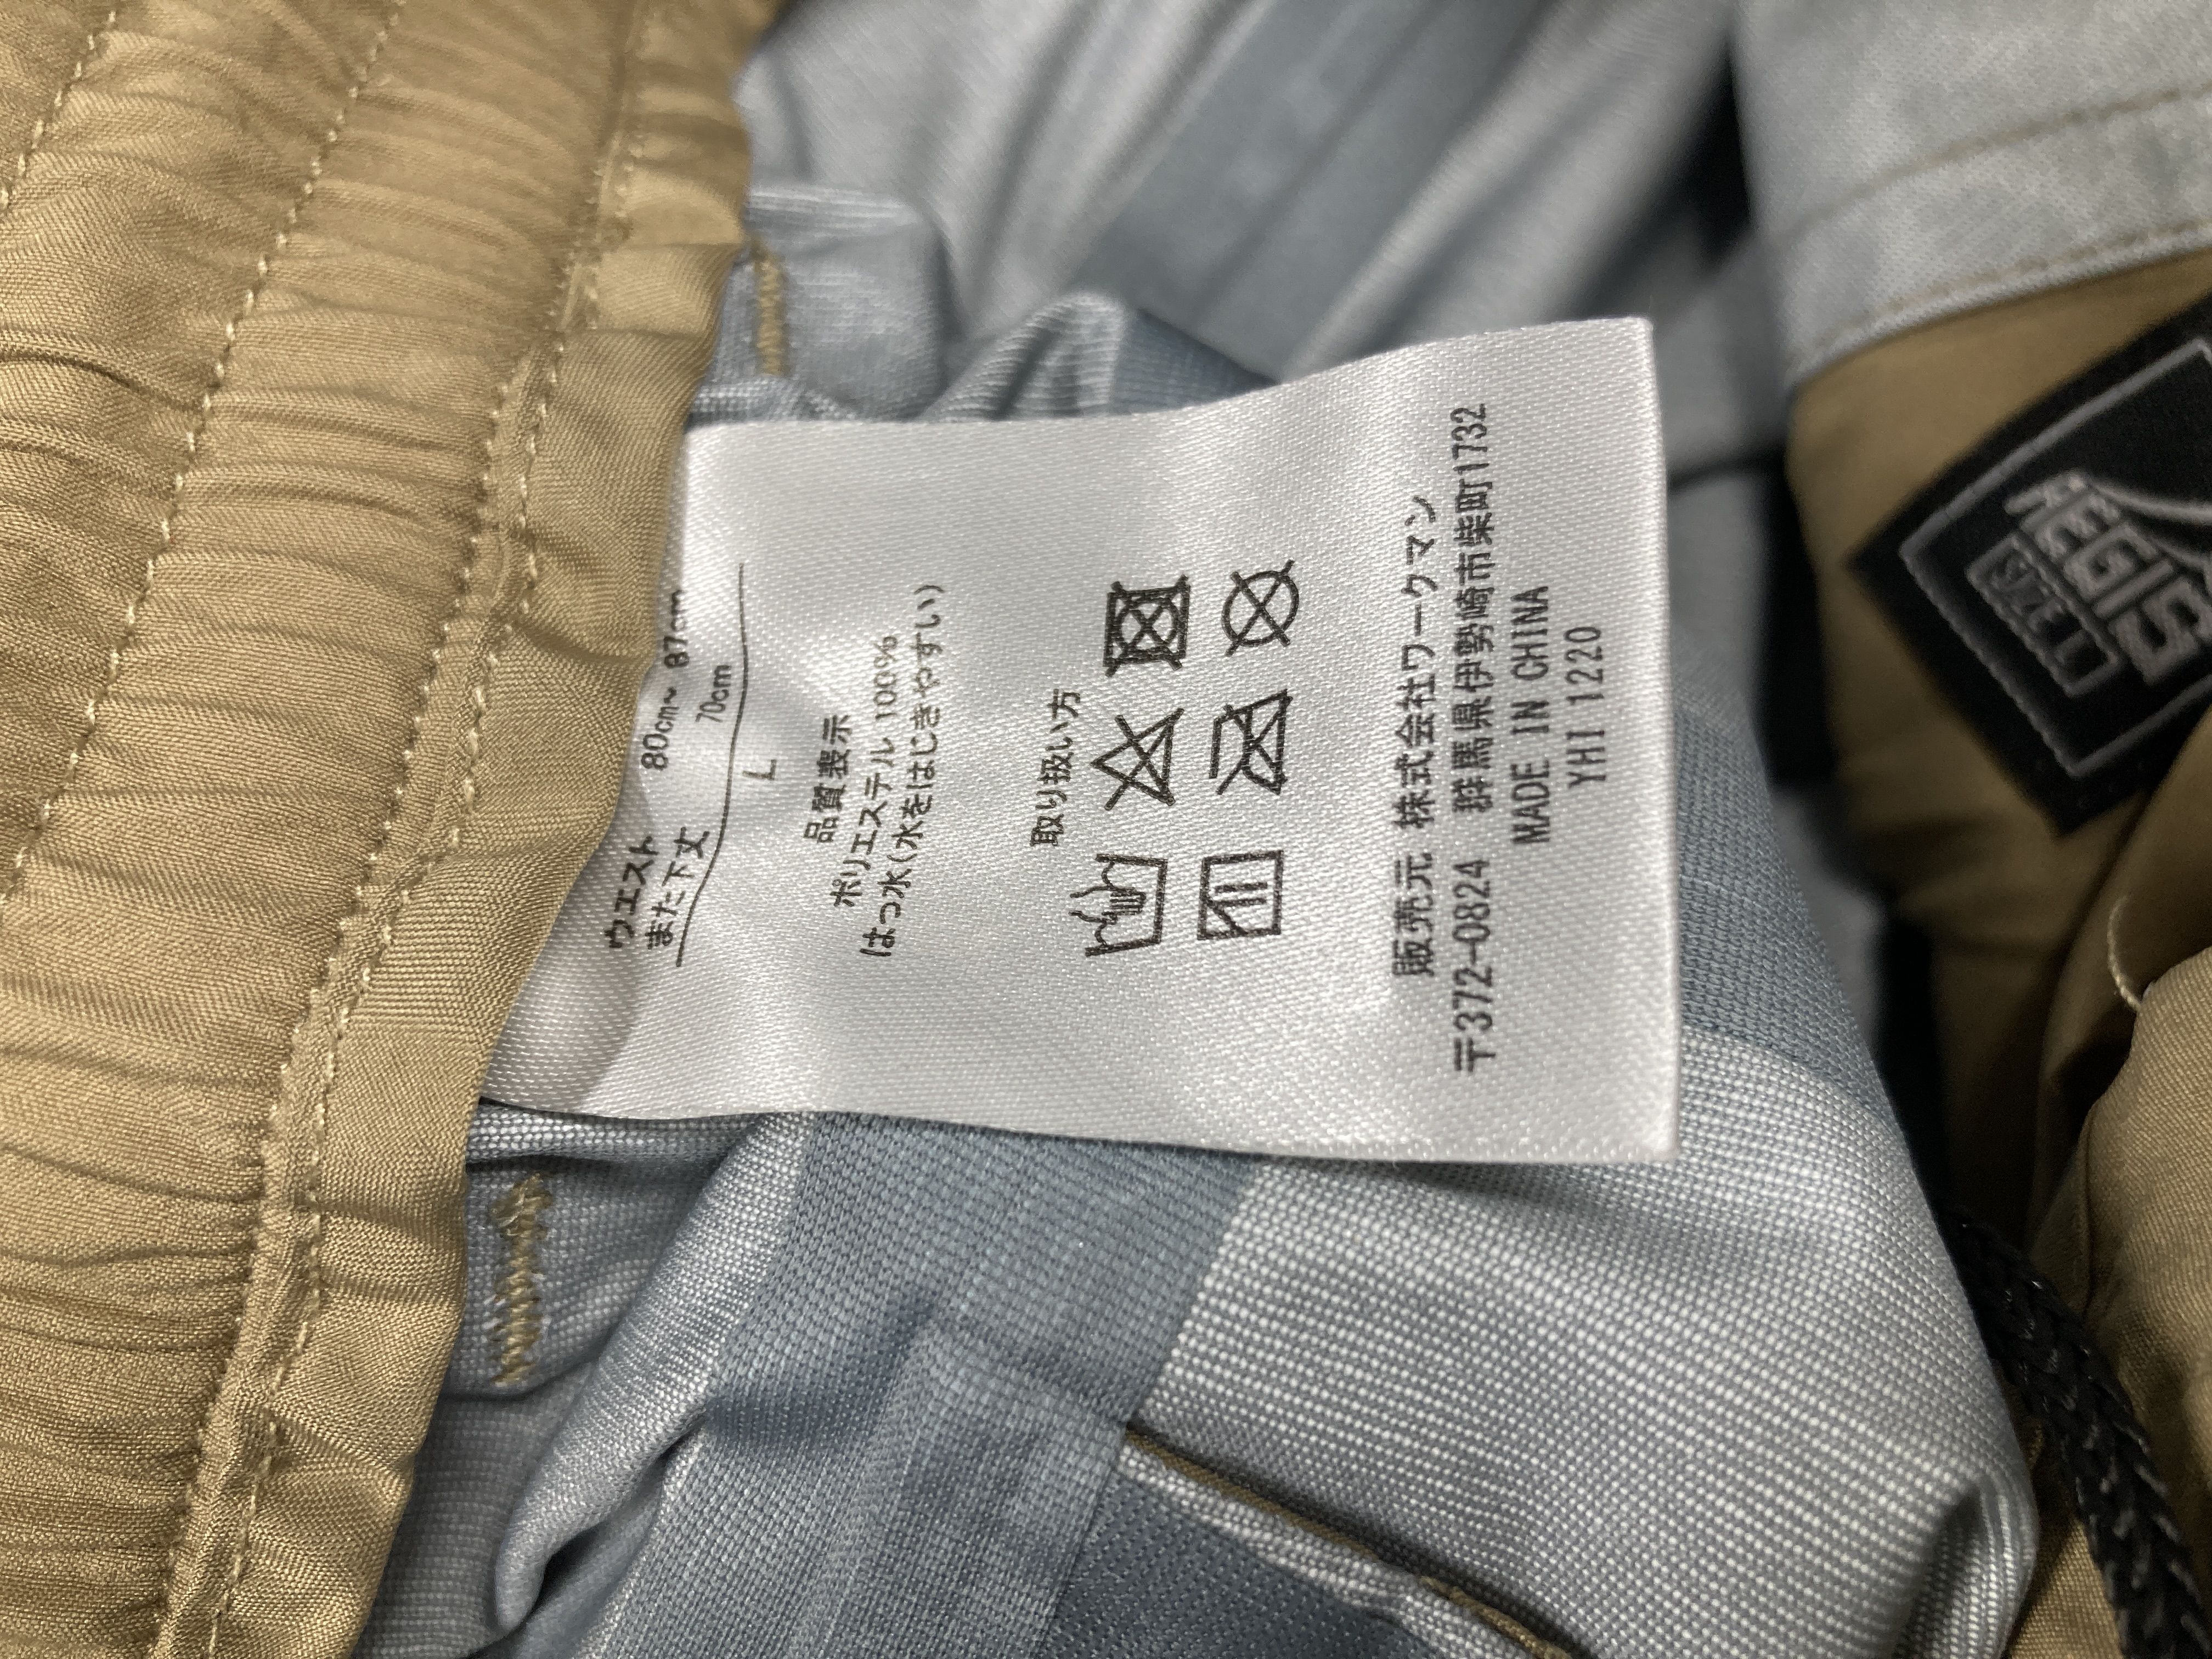 ウエスト 80cm~ 87cm
また下丈 70cm
L
品質表示
ポリエステル 100%
はっ水(水をはじきやすい)
取り扱い方
販売元 株式会社ワークマン
〒372-0824 群馬県伊勢崎市柴町1732
MADE IN CHINA
YHI 1220
AEGIS
SIZE L